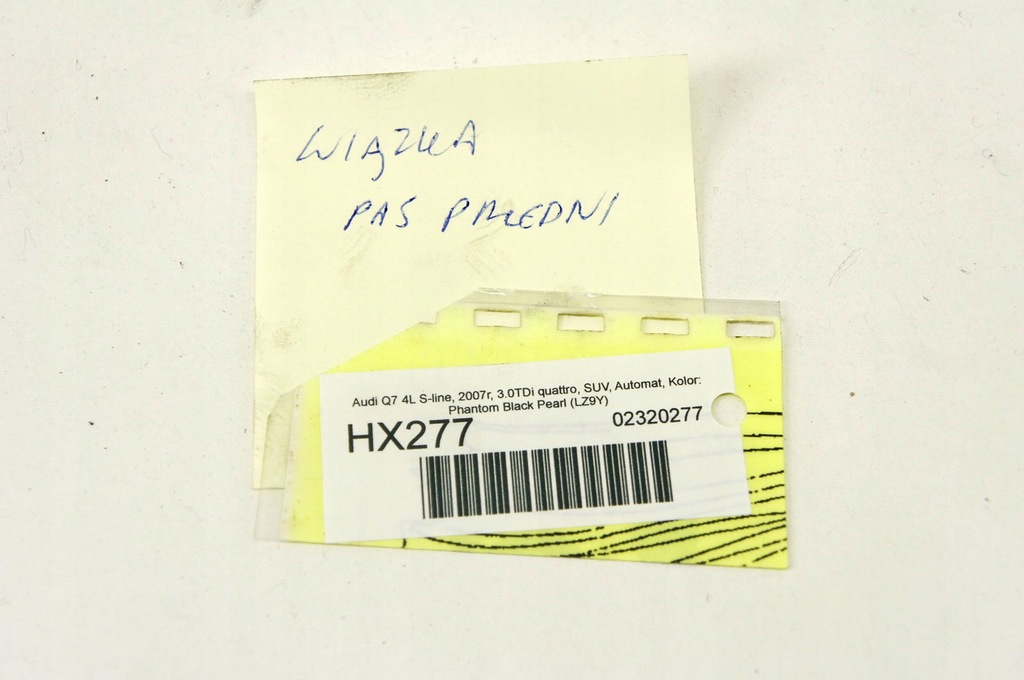 WIĄZKA
PAS PRZEDNI
Audi Q7 4L S-line, 2007r, 3.0TDi quattro, SUV, Automat, Kolor:
Phantom Black Pearl (LZ9Y)
HX277 02320277